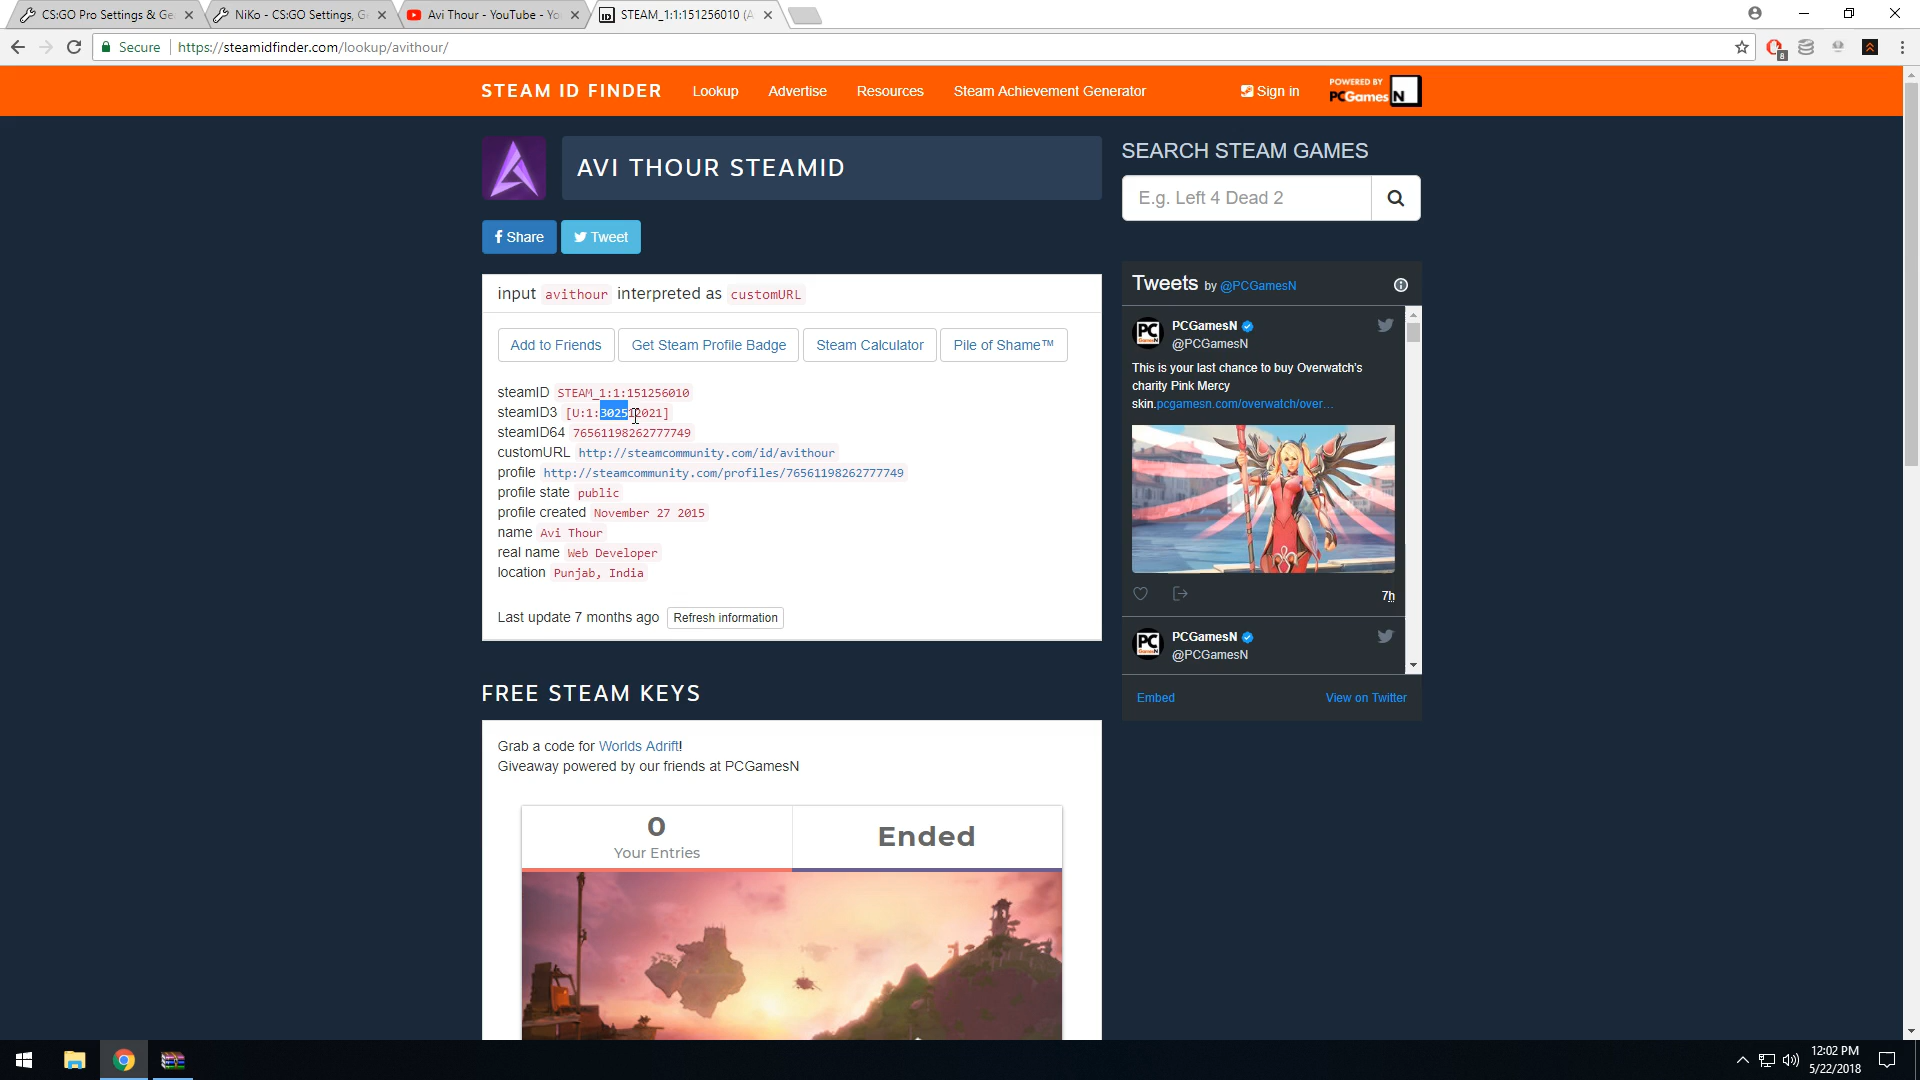 CS:GO Pro Settings & Ge
NiKo - CS:GO Settings, G
Avi Thour - YouTube - Yo
STEAM_1:1:151256010 (A
Secure
https://steamidfinder.com/lookup/avithour/
8
STEAM ID FINDER
Lookup
Advertise
Resources
Steam Achievement Generator
Sign in
POWERED BY
PCGamesN
AVI THOUR STEAMID
Share
Tweet
input avithour interpreted as customURL
Add to Friends
Get Steam Profile Badge
Steam Calculator
Pile of Shame™
steamID STEAM_1:1:151256010
steamID3 [U:1:302512021]
steamID64 76561198262777749
customURL http://steamcommunity.com/id/avithour
profile http://steamcommunity.com/profiles/76561198262777749
profile state public
profile created November 27 2015
name Avi Thour
real name Web Developer
location Punjab, India
Last update 7 months ago Refresh information
FREE STEAM KEYS
Grab a code for Worlds Adrift!
Giveaway powered by our friends at PCGamesN
0
Your Entries
Ended
SEARCH STEAM GAMES
E.g. Left 4 Dead 2
Tweets by @PCGamesN
PCGamesN
@PCGamesN
This is your last chance to buy Overwatch's
charity Pink Mercy
skin.pcgamesn.com/overwatch/over…
7h
PCGamesN
@PCGamesN
Embed
View on Twitter
12:02 PM
5/22/2018